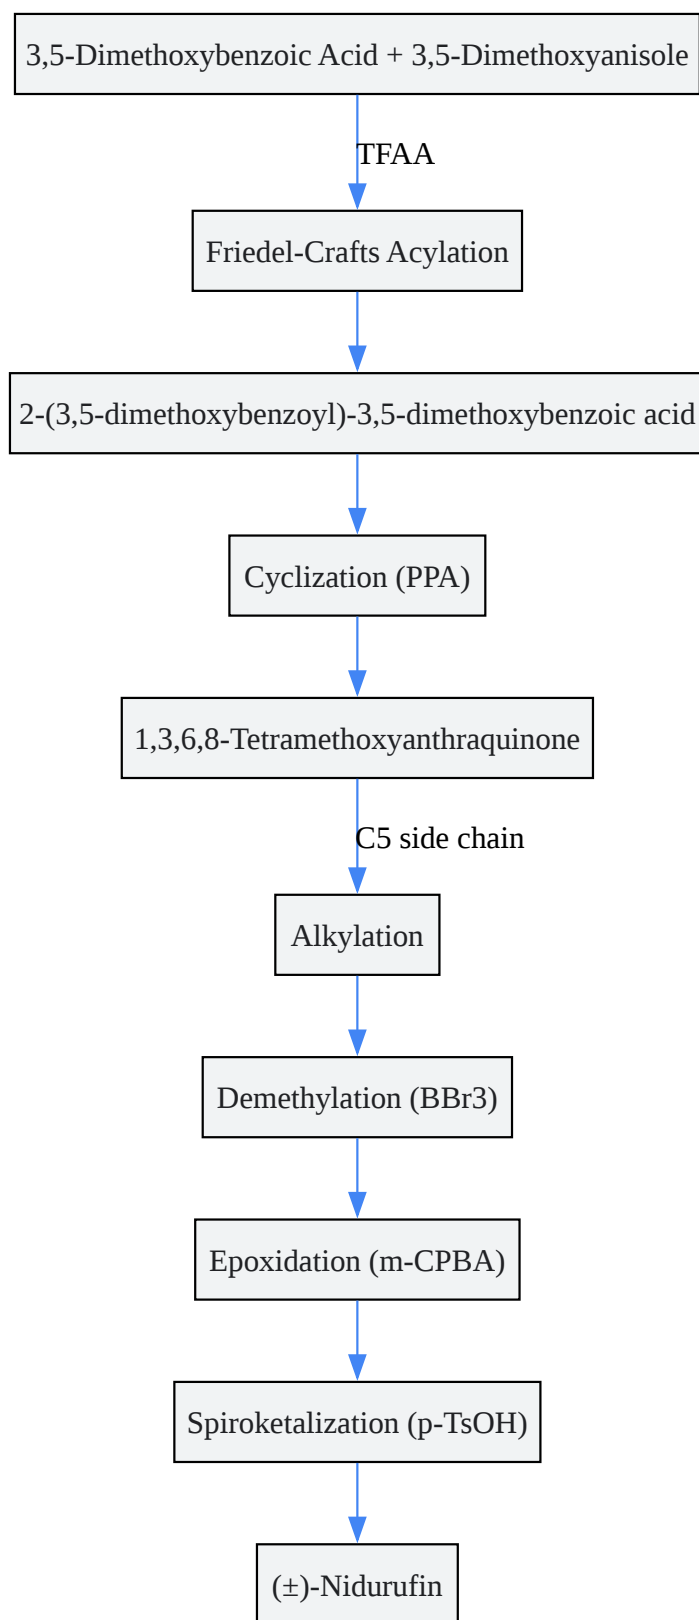 3,5-Dimethoxybenzoic Acid + 3,5-Dimethoxyanisole
TFAA
Friedel-Crafts Acylation
2-(3,5-dimethoxybenzoyl)-3,5-dimethoxybenzoic acid
Cyclization (PPA)
1,3,6,8-Tetramethoxyanthraquinone
C5 side chain
Alkylation
Demethylation (BBr3)
Epoxidation (m-CPBA)
Spiroketalization (p-TsOH)
(±)-Nidurufin